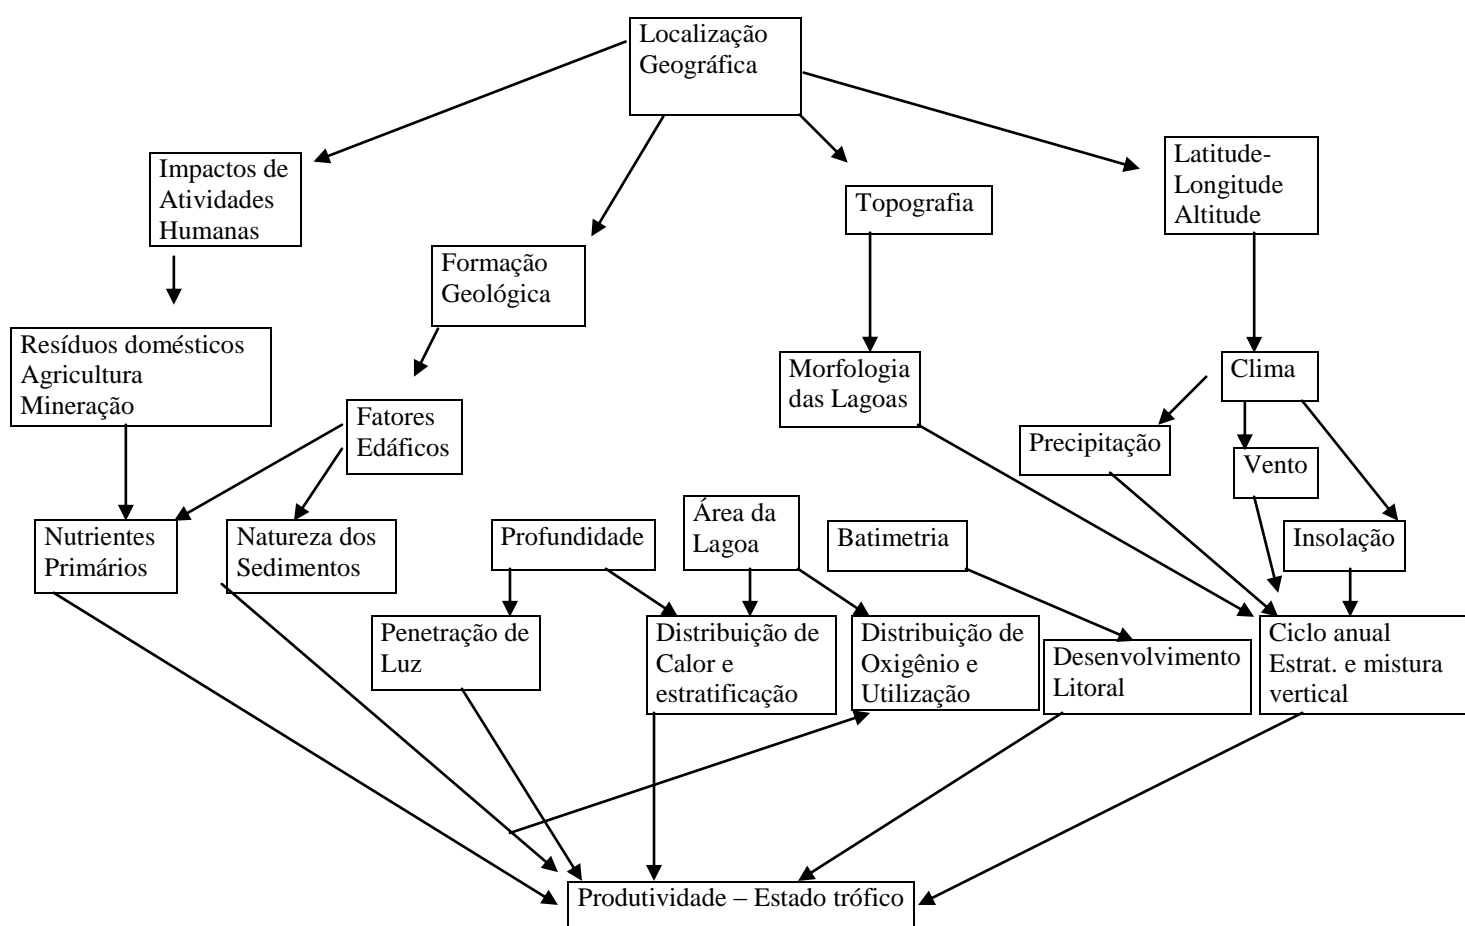 Localização
Geográfica
Impactos de
Atividades
Humanas
Latitude-
Longitude
Altitude
Topografia
Formação
Geológica
Resíduos domésticos
Agricultura
Mineração
Morfologia
das Lagoas
Clima
Fatores
Edáficos
Precipitação
Vento
Nutrientes
Primários
Natureza dos
Sedimentos
Profundidade
Área da
Lagoa
Batimetria
Insolação
Penetração de
Luz
Distribuição de
Calor e
estratificação
Distribuição de
Oxigênio e
Utilização
Desenvolvimento
Litoral
Ciclo anual
Estrat. e mistura
vertical
Produtividade – Estado trófico